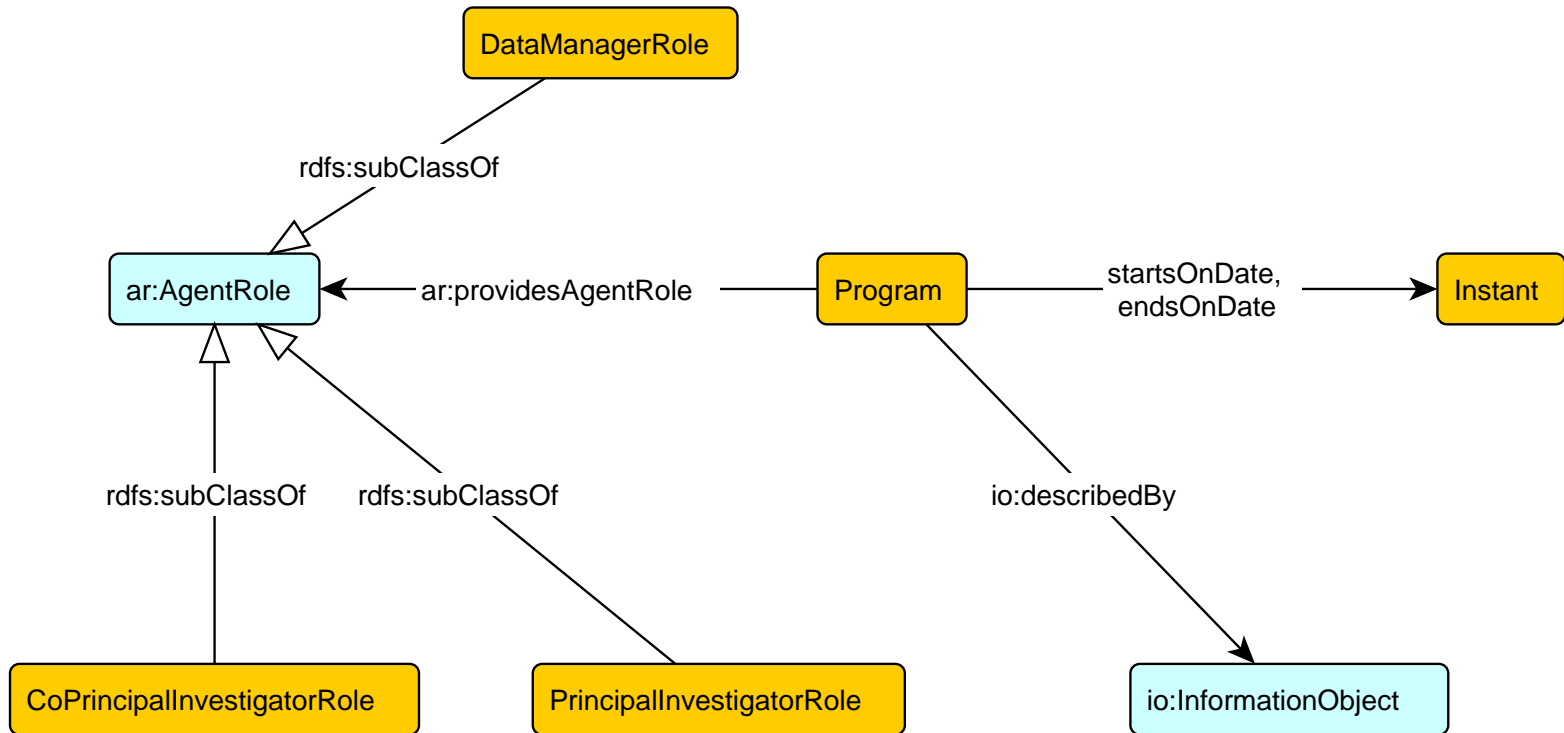 DataManagerRole
rdfs:subClassOf
ar:AgentRole
ar:providesAgentRole
Program
startsOnDate,
endsOnDate
Instant
rdfs:subClassOf
rdfs:subClassOf
io:describedBy
CoPrincipalInvestigatorRole
PrincipalInvestigatorRole
io:InformationObject